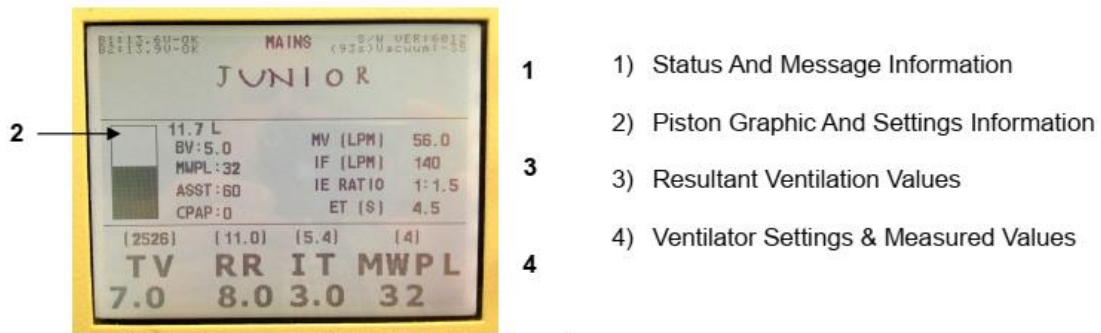 B1:13.6V-OK MAINS S/W VER:6012
B2:13.9V-OK (93s)Vacuum:-38
JUNIOR
1
2
11.7 L
BV:5.0 MV (LPM) 56.0
MWPL:32 IF (LPM) 140
3
ASST:60 IE RATIO 1:1.5
CPAP:0 ET (S) 4.5
(2526) (11.0) (5.4) (4)
TV RR IT MWPL
4
7.0 8.0 3.0 32
1) Status And Message Information
2) Piston Graphic And Settings Information
3) Resultant Ventilation Values
4) Ventilator Settings & Measured Values